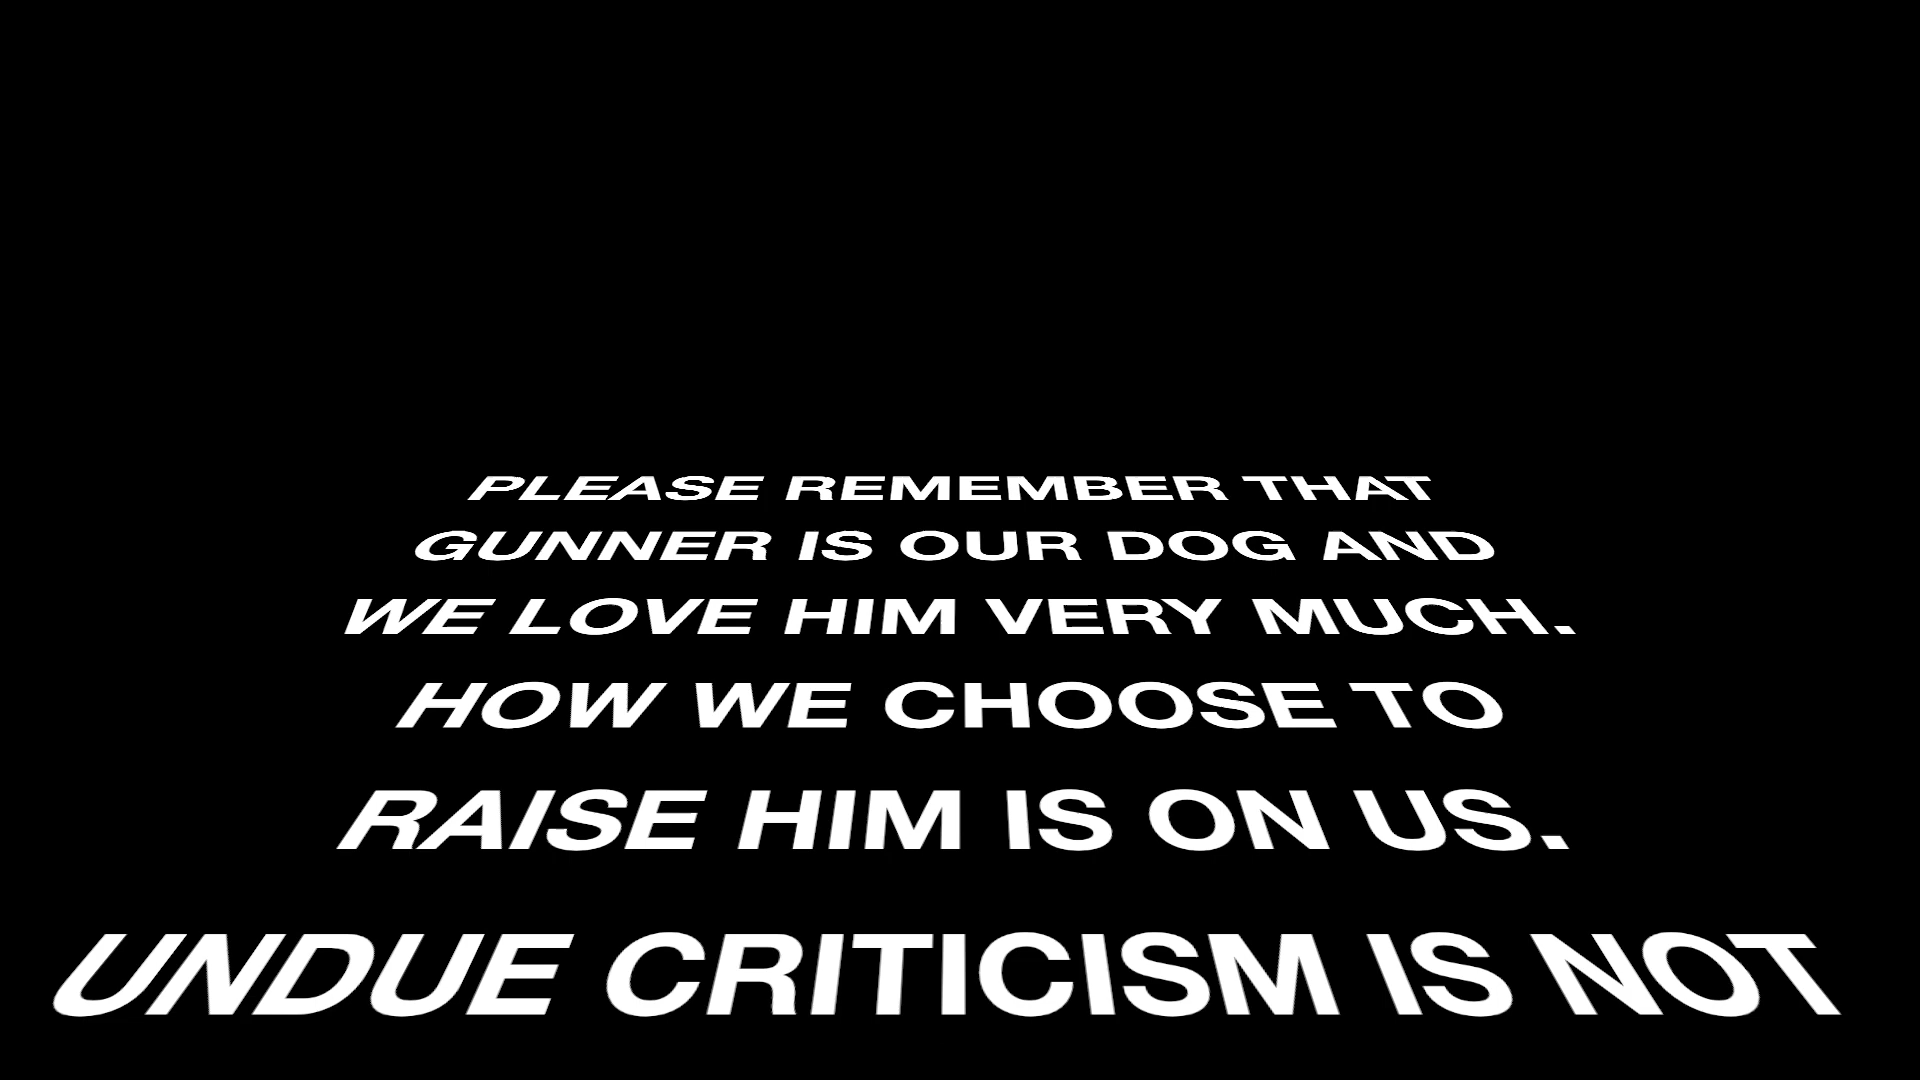 PLEASE REMEMBER THAT
GUNNER IS OUR DOG AND
WE LOVE HIM VERY MUCH.
HOW WE CHOOSE TO
RAISE HIM IS ON US.
UNDUE CRITICISM IS NOT